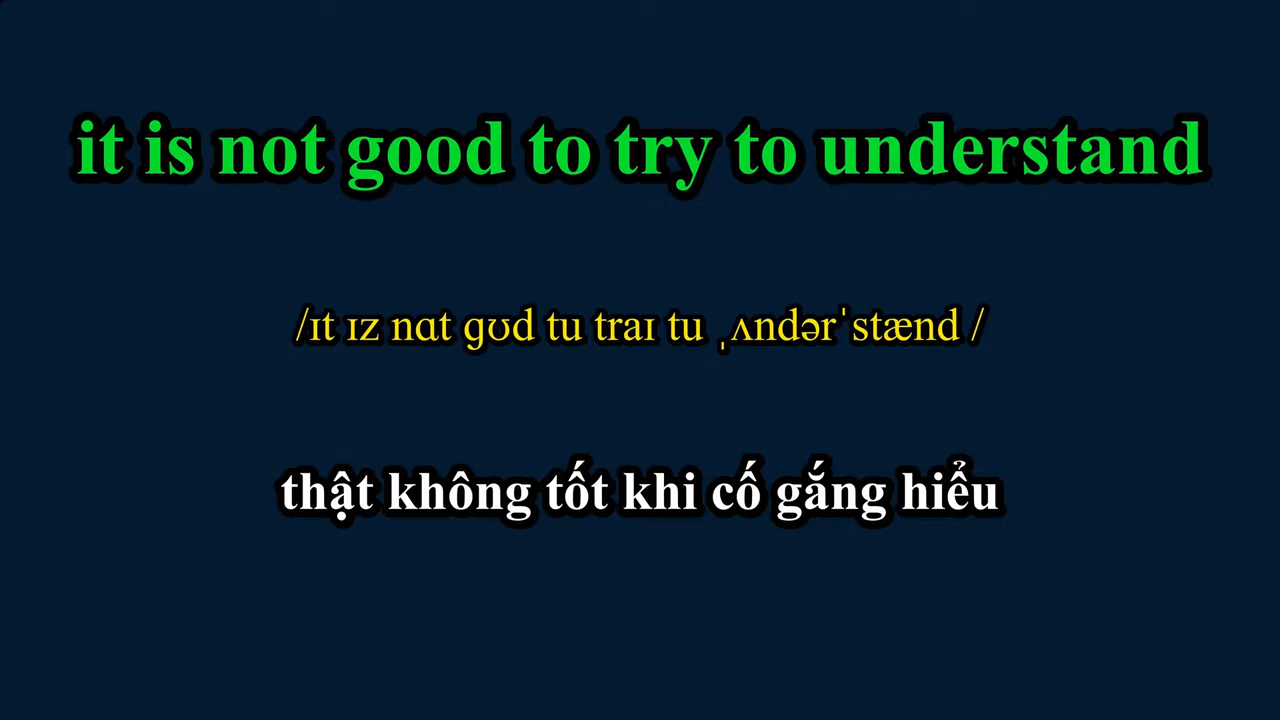 it is not good to try to understand
/ɪt ɪz nɑt ɡʊd tu traɪ tu ˌʌndərˈstænd /
thật không tốt khi cố gắng hiểu